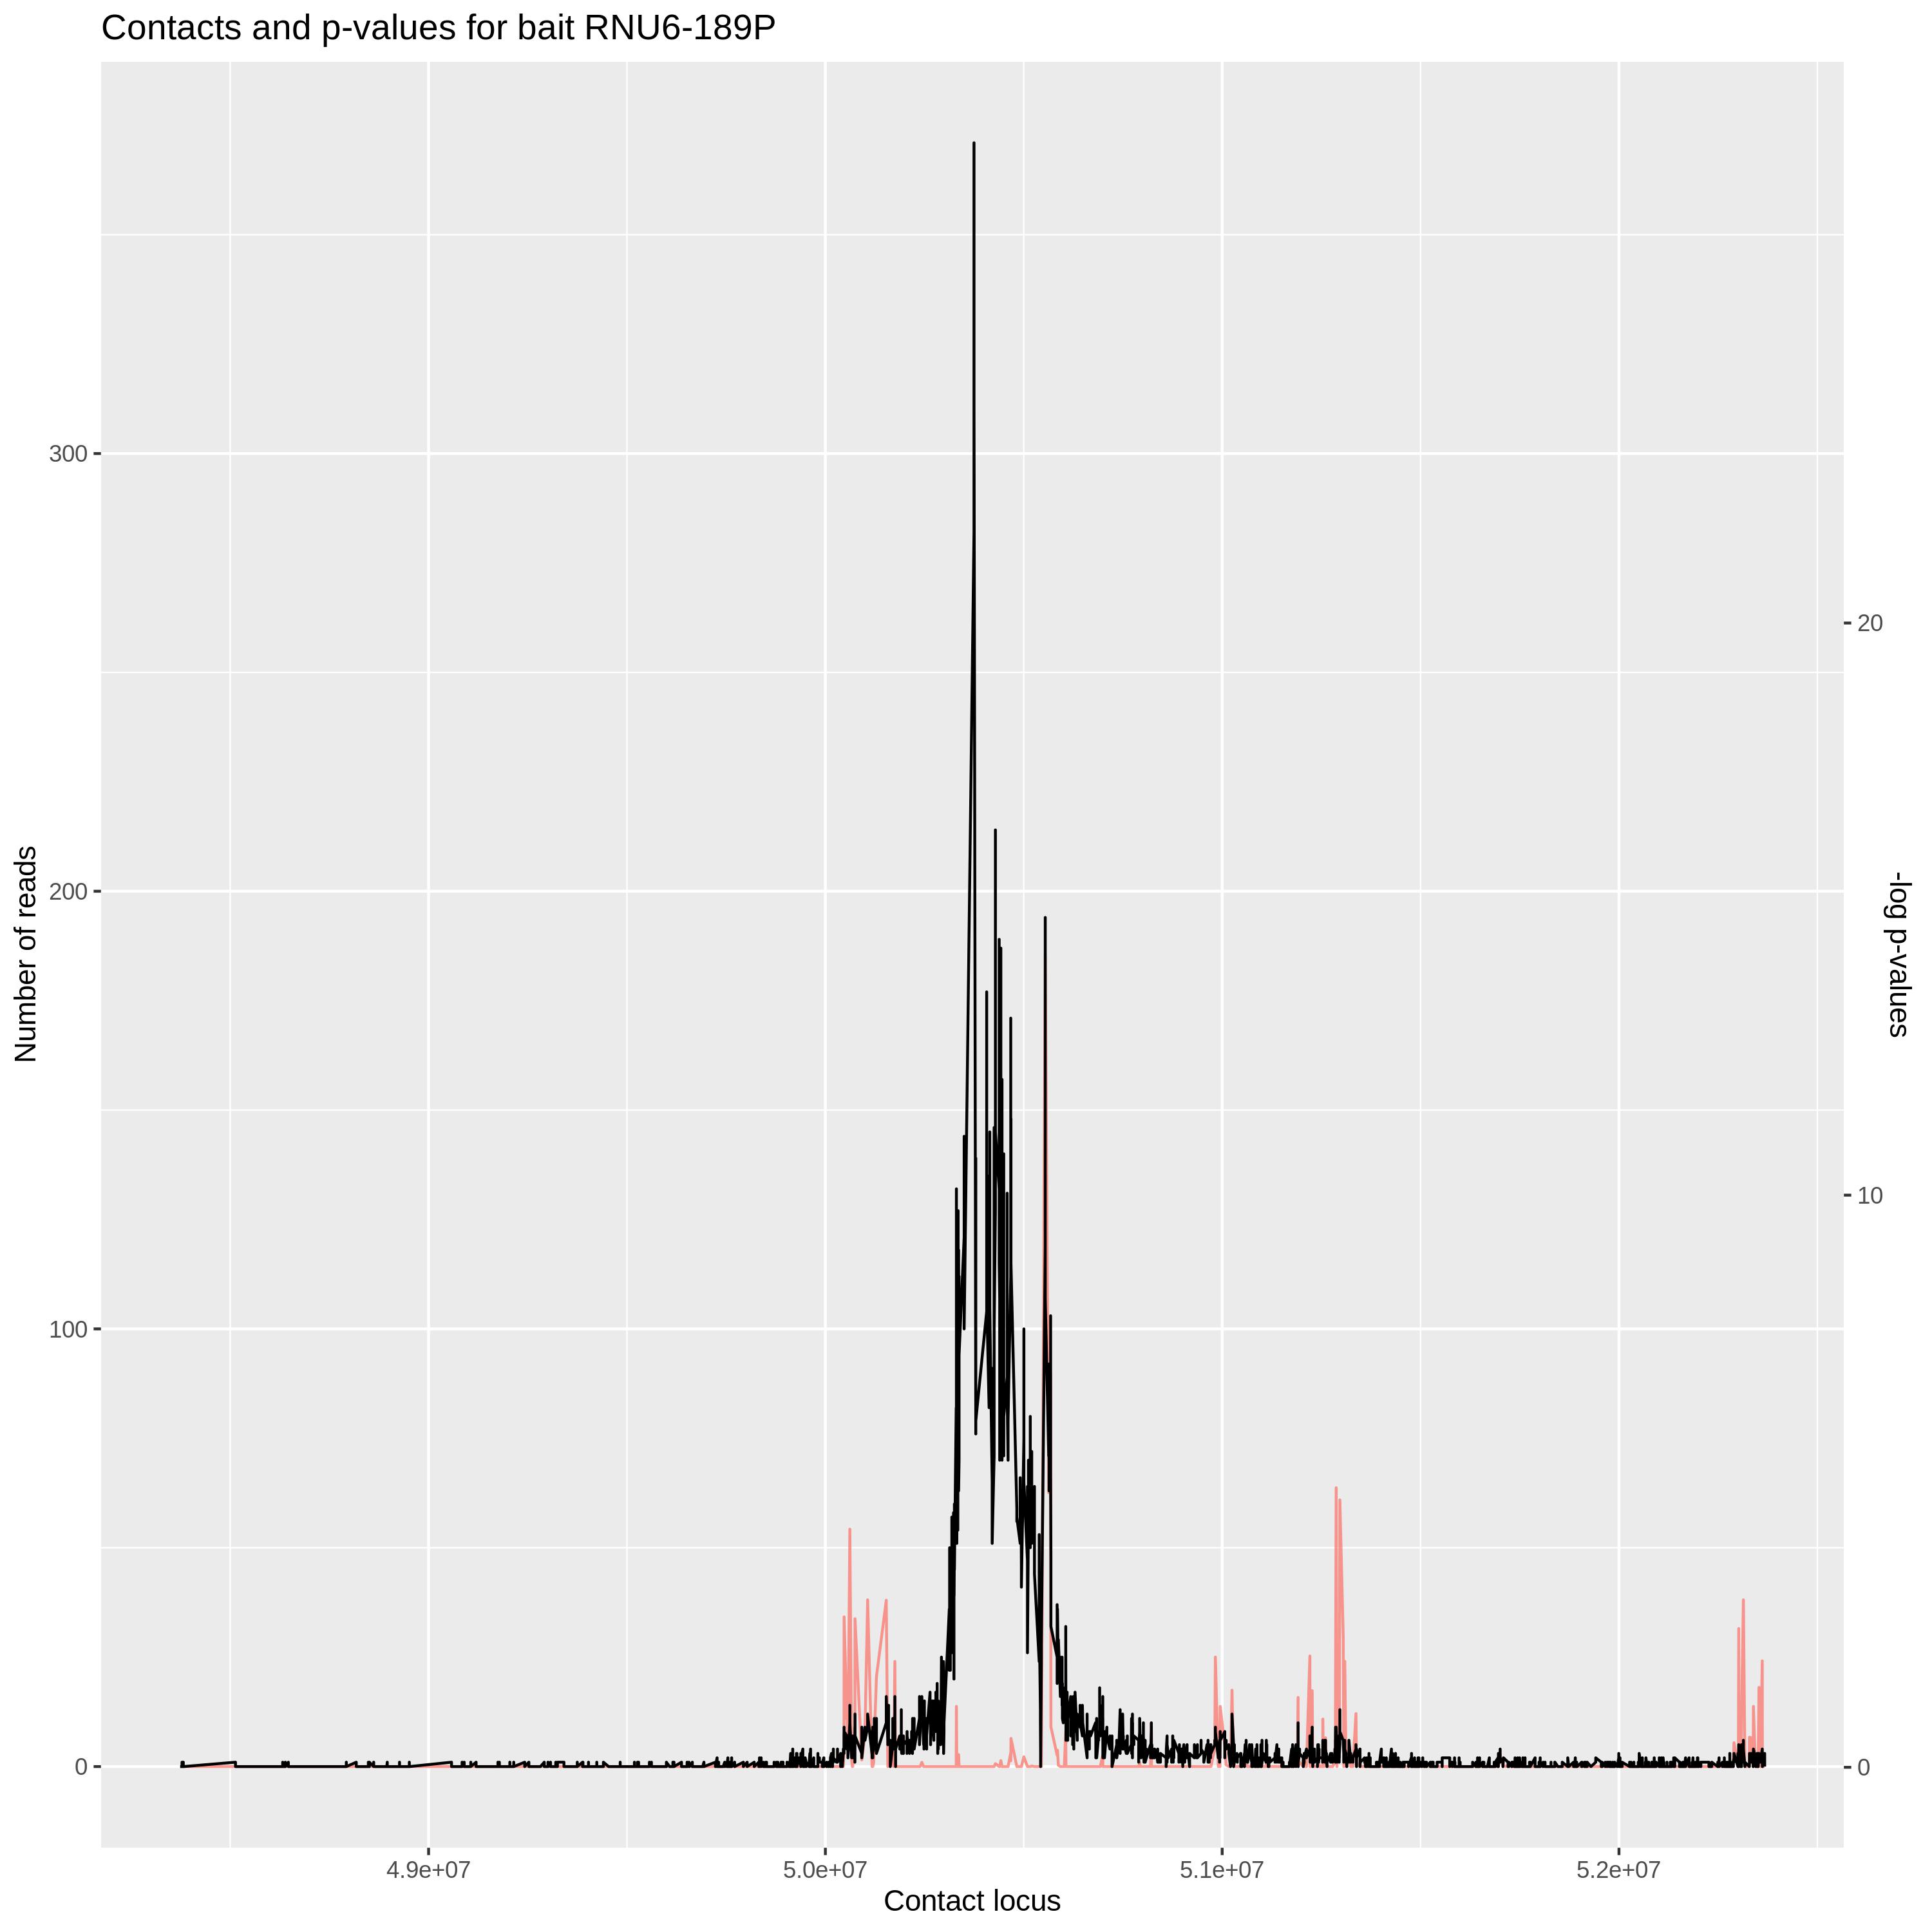 Contacts and p-values for bait RNU6-189P
300
200
100
0
Number of reads
20
10
0
-log p-values
4.9e+07
5.0e+07
5.1e+07
5.2e+07
Contact locus